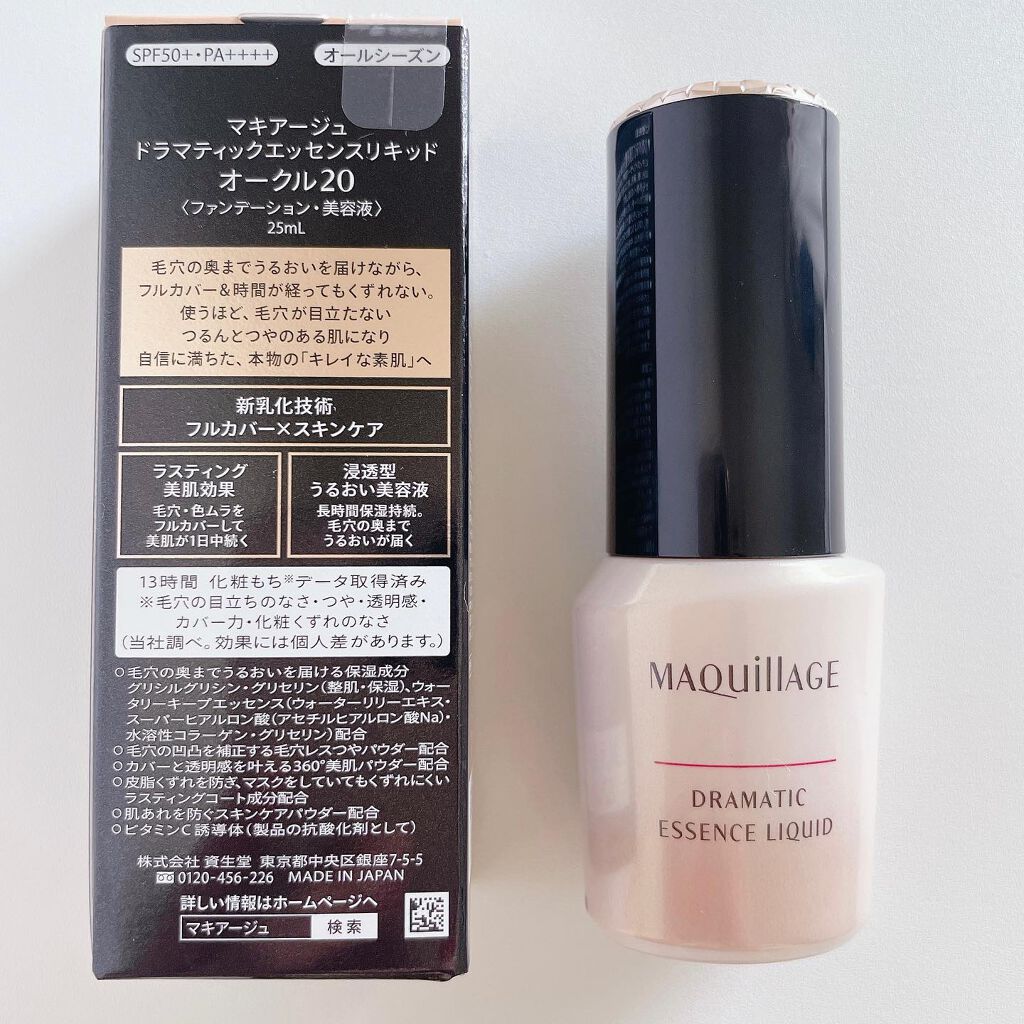 SPF50+・PA++++
オールシーズン
マキアージュ
ドラマティックエッセンスリキッド
オークル20
〈ファンデーション・美容液〉
25mL
毛穴の奥までうるおいを届けながら、
フルカバー＆時間が経ってもくずれない。
使うほど、毛穴が目立たない
つるんとつやのある肌になり
自信に満ちた、本物の「キレイな素肌」へ
新乳化技術
フルカバー×スキンケア
ラスティング
美肌効果
毛穴・色ムラを
フルカバーして
美肌が1日中続く
浸透型
うるおい美容液
長時間保湿持続。
毛穴の奥まで
うるおいが届く
13時間 化粧もち※データ取得済み
※毛穴の目立ちのなさ・つや・透明感・
カバー力・化粧くずれのなさ
（当社調べ。効果には個人差があります。）
○毛穴の奥までうるおいを届ける保湿成分
グリシルグリシン・グリセリン（整肌・保湿）、ウォー
タリーキープエッセンス（ウォーターリリーエキス・
スーパーヒアルロン酸（アセチルヒアルロン酸Na）・
水溶性コラーゲン・グリセリン）配合
○毛穴の凹凸を補正する毛穴レスつやパウダー配合
○カバーと透明感を叶える360°美肌パウダー配合
○皮脂くずれを防ぎ、マスクをしていてもくずれにくい
ラスティングコート成分配合
○肌あれを防ぐスキンケアパウダー配合
○ビタミンC誘導体（製品の抗酸化剤として）
株式会社 資生堂 東京都中央区銀座7-5-5
0120-456-226 MADE IN JAPAN
詳しい情報はホームページへ
マキアージュ 検索
MAQuillAGE
DRAMATIC
ESSENCE LIQUID